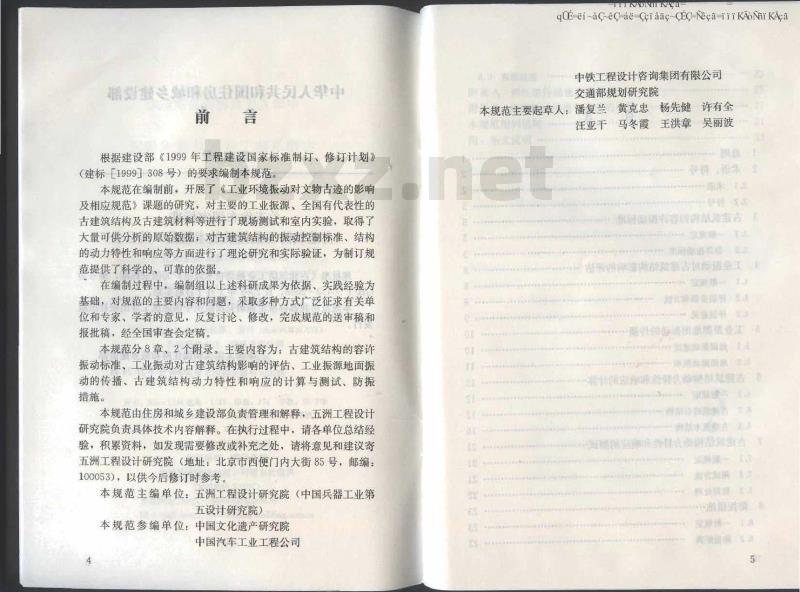 前 言
根据建设部《1999 年工程建设国家标准制订、修订计划》
（建标［1999］308 号）的要求编制本规范。
本规范在编制前，开展了《工业环境振动对文物古迹的影响
及相应规范》课题的研究，对主要的工业振源、全国有代表性的
古建筑结构及古建筑材料等进行了现场测试和室内实验，取得了
大量可供分析的原始数据；对古建筑结构的振动控制标准、结构
的动力特性和响应等方面进行了理论研究和实际验证，为制订规
范提供了科学的、可靠的依据。
在编制过程中，编制组以上述科研成果为依据、实践经验为
基础，对规范的主要内容和问题，采取多种方式广泛征求有关单
位和专家、学者的意见，反复讨论、修改，完成规范的送审稿和
报批稿，经全国审查会定稿。
本规范分 8 章、2 个附录。主要内容为：古建筑结构的容许
振动标准、工业振动对古建筑结构影响的评估、工业振源地面振
动的传播、古建筑结构动力特性和响应的计算与测试、防振
措施。
本规范由住房和城乡建设部负责管理和解释，五洲工程设计
研究院负责具体技术内容解释。在执行过程中，请各单位总结经
验，积累资料，如发现需要修改或补充之处，请将意见和建议寄
五洲工程设计研究院（地址：北京市西便门内大街 85 号，邮编：
100053），以供今后修订时参考。
本规范主编单位：五洲工程设计研究院（中国兵器工业第
五设计研究院）
本规范参编单位：中国文化遗产研究院
中国汽车工业工程公司
4
中铁工程设计咨询集团有限公司
交通部规划研究院
本规范主要起草人：潘复兰 黄克忠 杨先健 许有全
汪亚干 马冬霞 王洪章 吴丽波
5